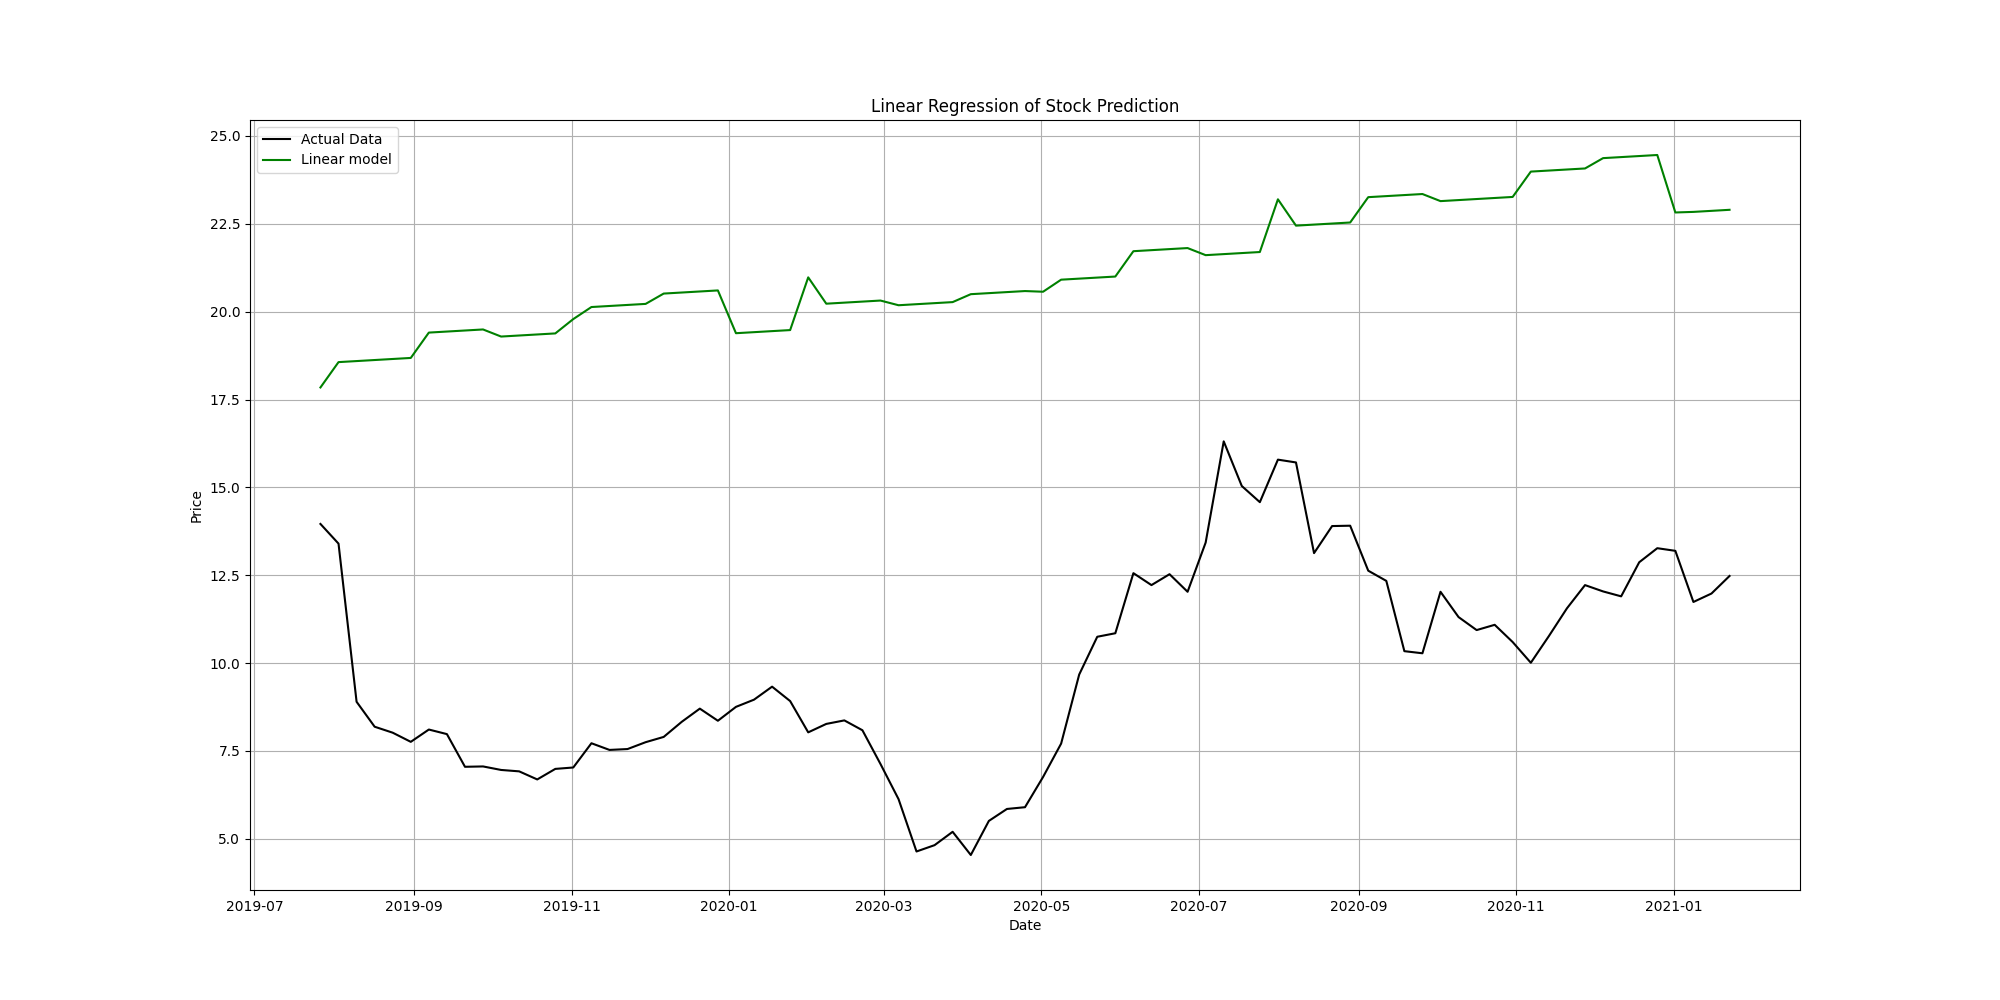 Linear Regression of Stock Prediction
Actual Data
Linear model
25.0
22.5
20.0
17.5
15.0
12.5
10.0
7.5
5.0
Price
2019-07 2019-09 2019-11 2020-01 2020-03 2020-05 2020-07 2020-09 2020-11 2021-01
Date